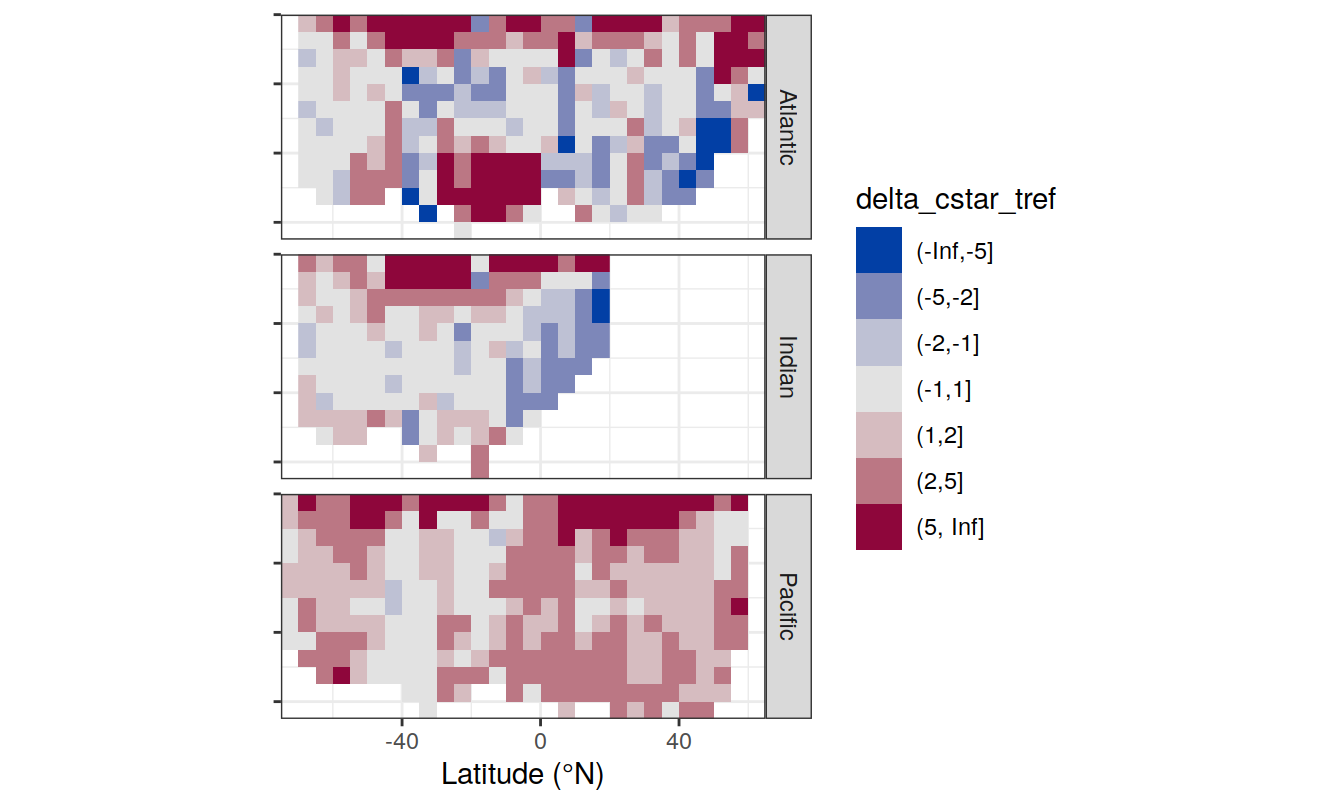 Atlantic
Indian
Pacific
-40
0
40
Latitude (°N)
delta_cstar_tref
(-Inf,-5]
(-5,-2]
(-2,-1]
(-1,1]
(1,2]
(2,5]
(5, Inf]